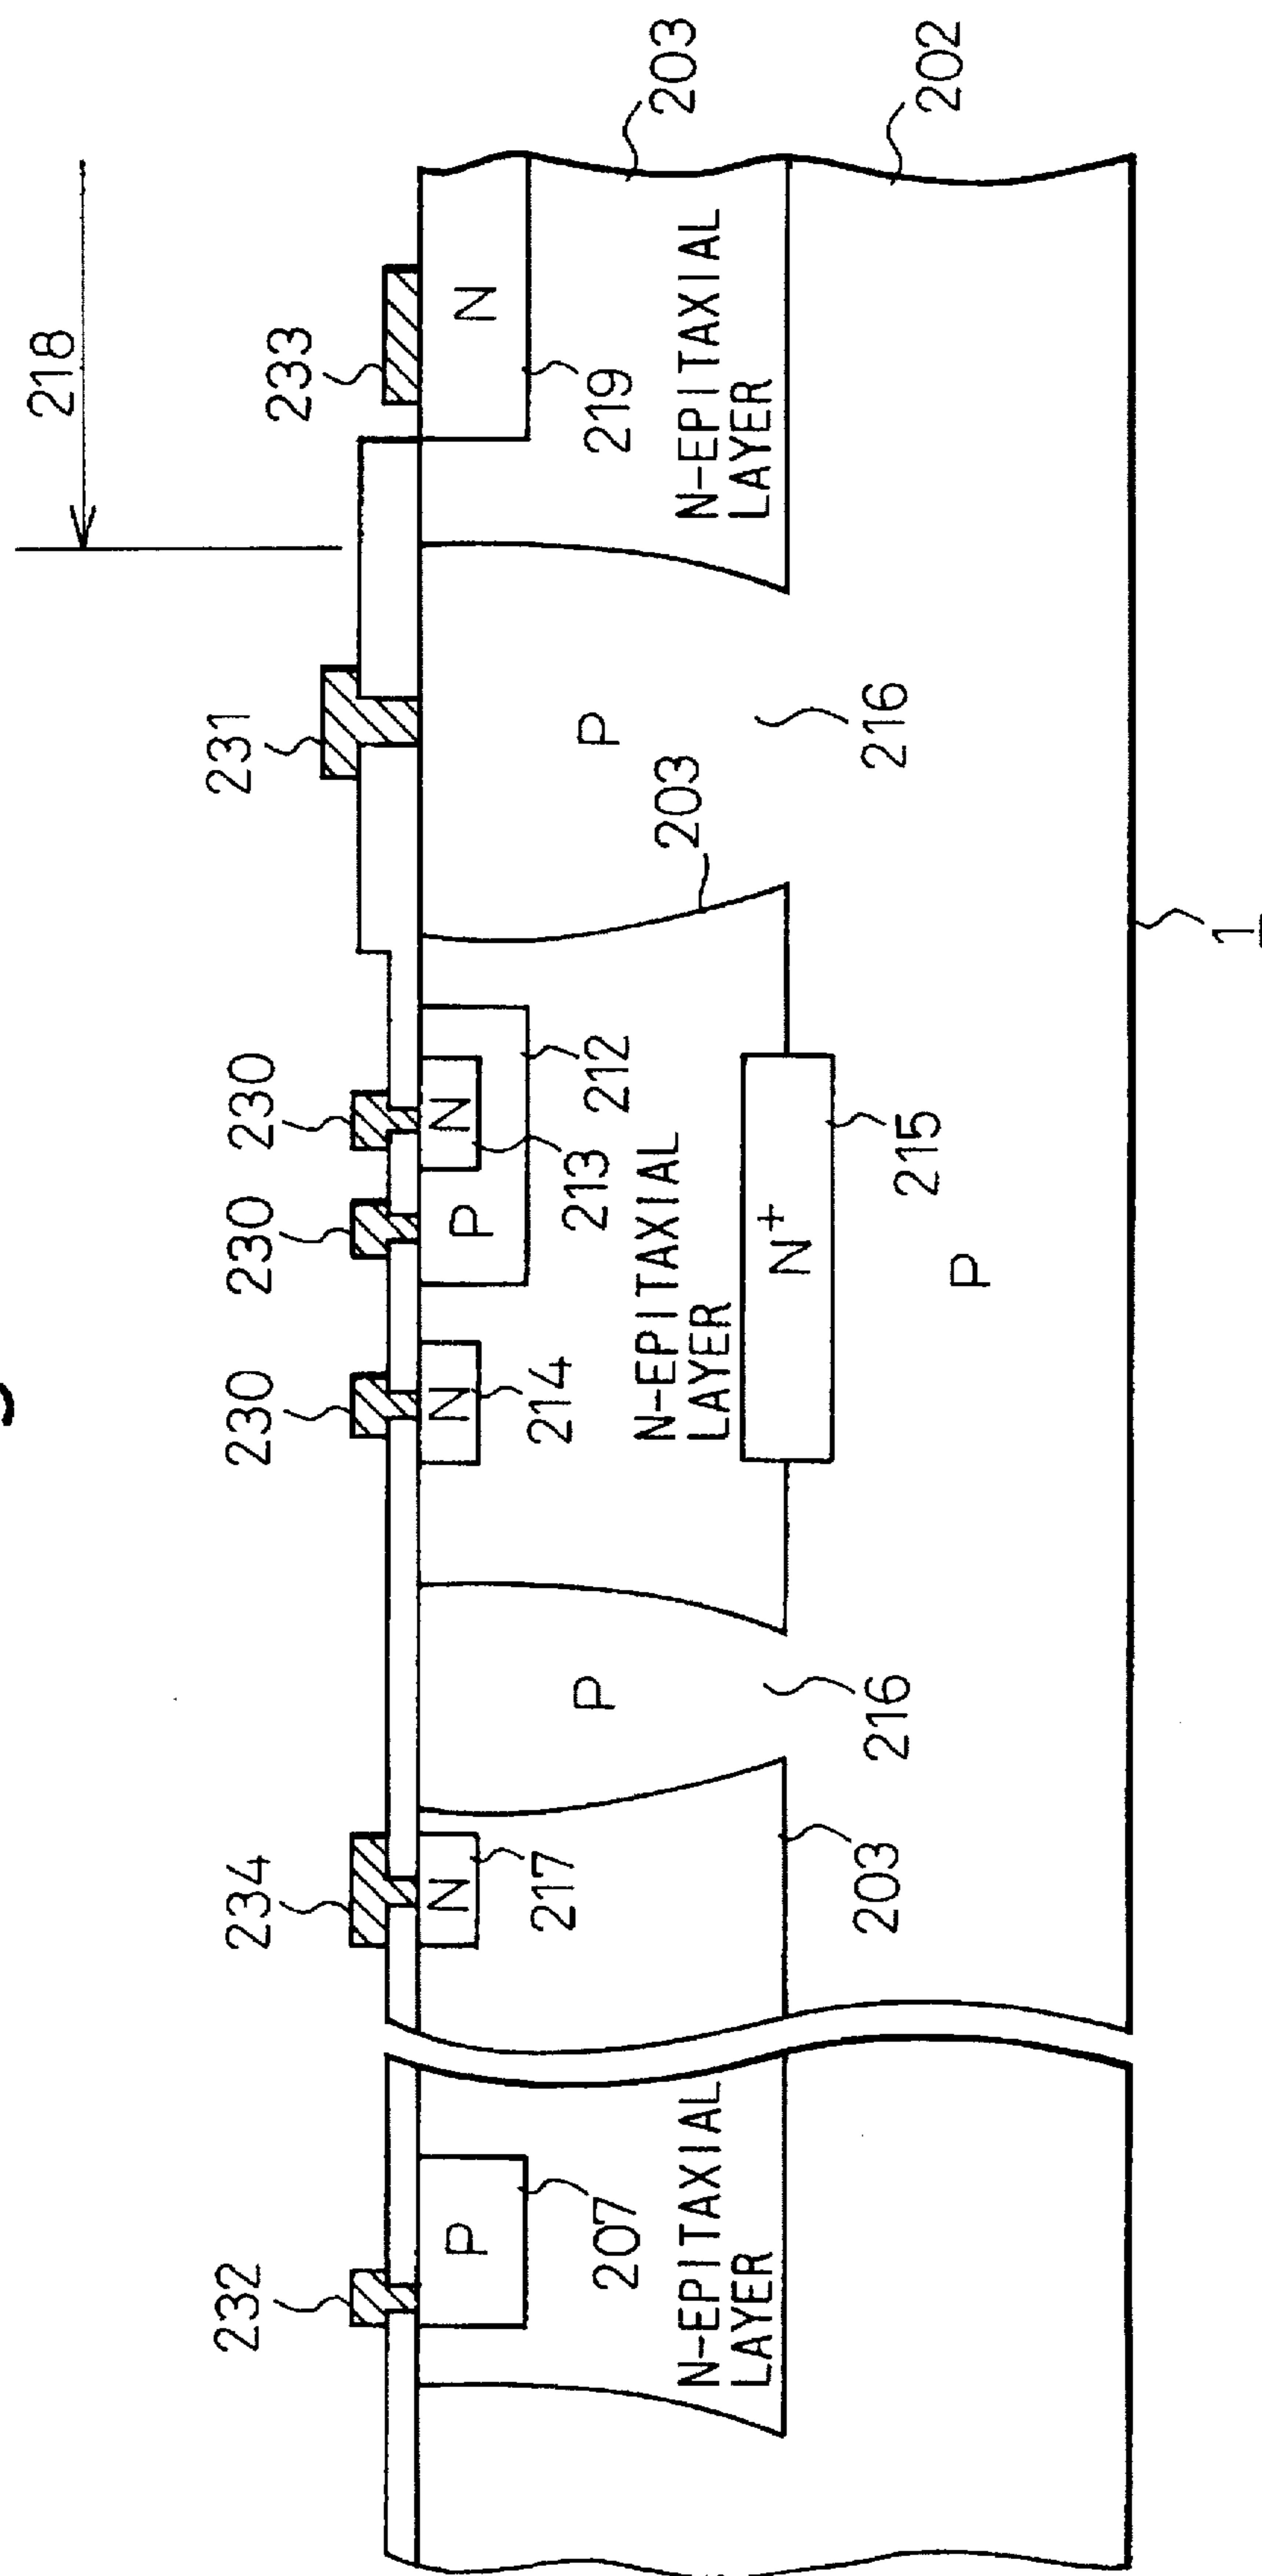 218
232
234
230
230
230
231
233
P
N
N
P
N
N
207
217
214
213
212
219
P
P
203
203
N-EPITAXIAL
LAYER
N-EPITAXIAL
LAYER
N-EPITAXIAL
LAYER
N+
203
216
215
216
202
P
1